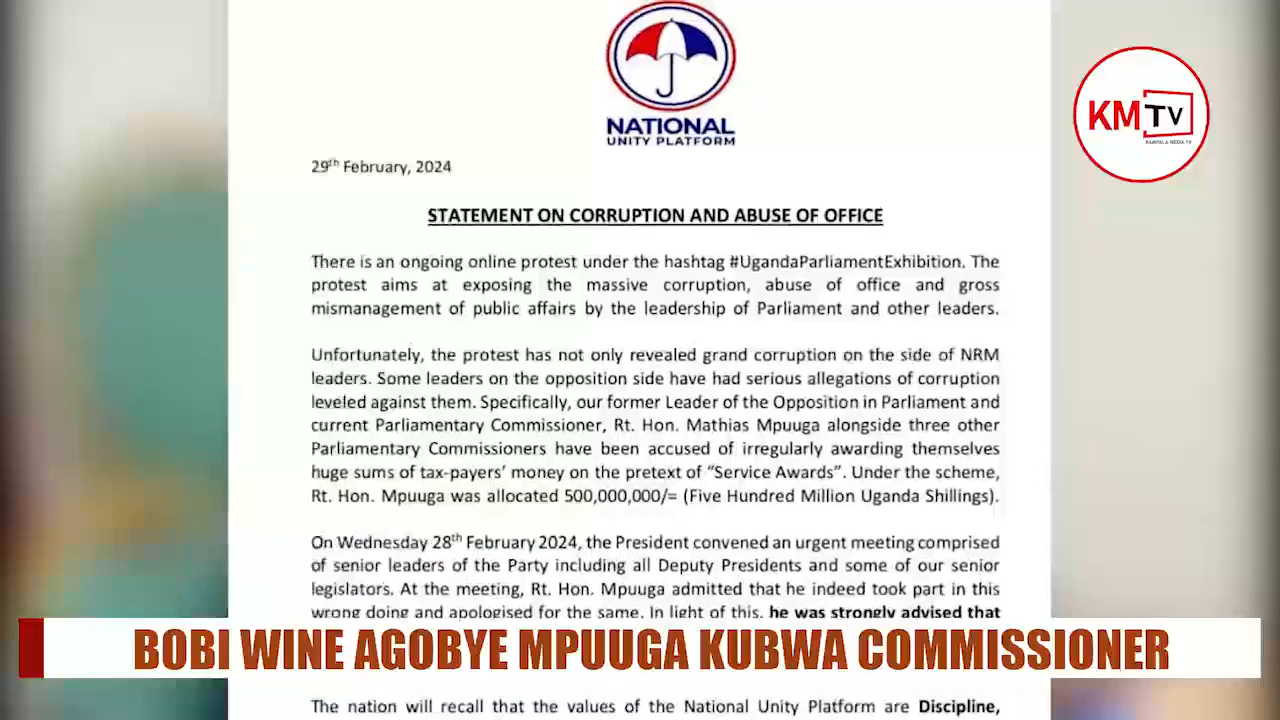 NATIONAL
UNITY PLATFORM
KMTV
KAMPALA MEDIA TV
29th February, 2024
STATEMENT ON CORRUPTION AND ABUSE OF OFFICE
There is an ongoing online protest under the hashtag #UgandaParliamentExhibition. The
protest aims at exposing the massive corruption, abuse of office and gross
mismanagement of public affairs by the leadership of Parliament and other leaders.
Unfortunately, the protest has not only revealed grand corruption on the side of NRM
leaders. Some leaders on the opposition side have had serious allegations of corruption
leveled against them. Specifically, our former Leader of the Opposition in Parliament and
current Parliamentary Commissioner, Rt. Hon. Mathias Mpuuga alongside three other
Parliamentary Commissioners have been accused of irregularly awarding themselves
huge sums of tax-payers' money on the pretext of “Service Awards”. Under the scheme,
Rt. Hon. Mpuuga was allocated 500,000,000/= (Five Hundred Million Uganda Shillings).
On Wednesday 28th February 2024, the President convened an urgent meeting comprised
of senior leaders of the Party including all Deputy Presidents and some of our senior
legislators. At the meeting, Rt. Hon. Mpuuga admitted that he indeed took part in this
wrong doing and apologised for the same. In light of this, he was strongly advised that
BOBI WINE AGOBYE MPUUGA KUBWA COMMISSIONER
The nation will recall that the values of the National Unity Platform are Discipline,